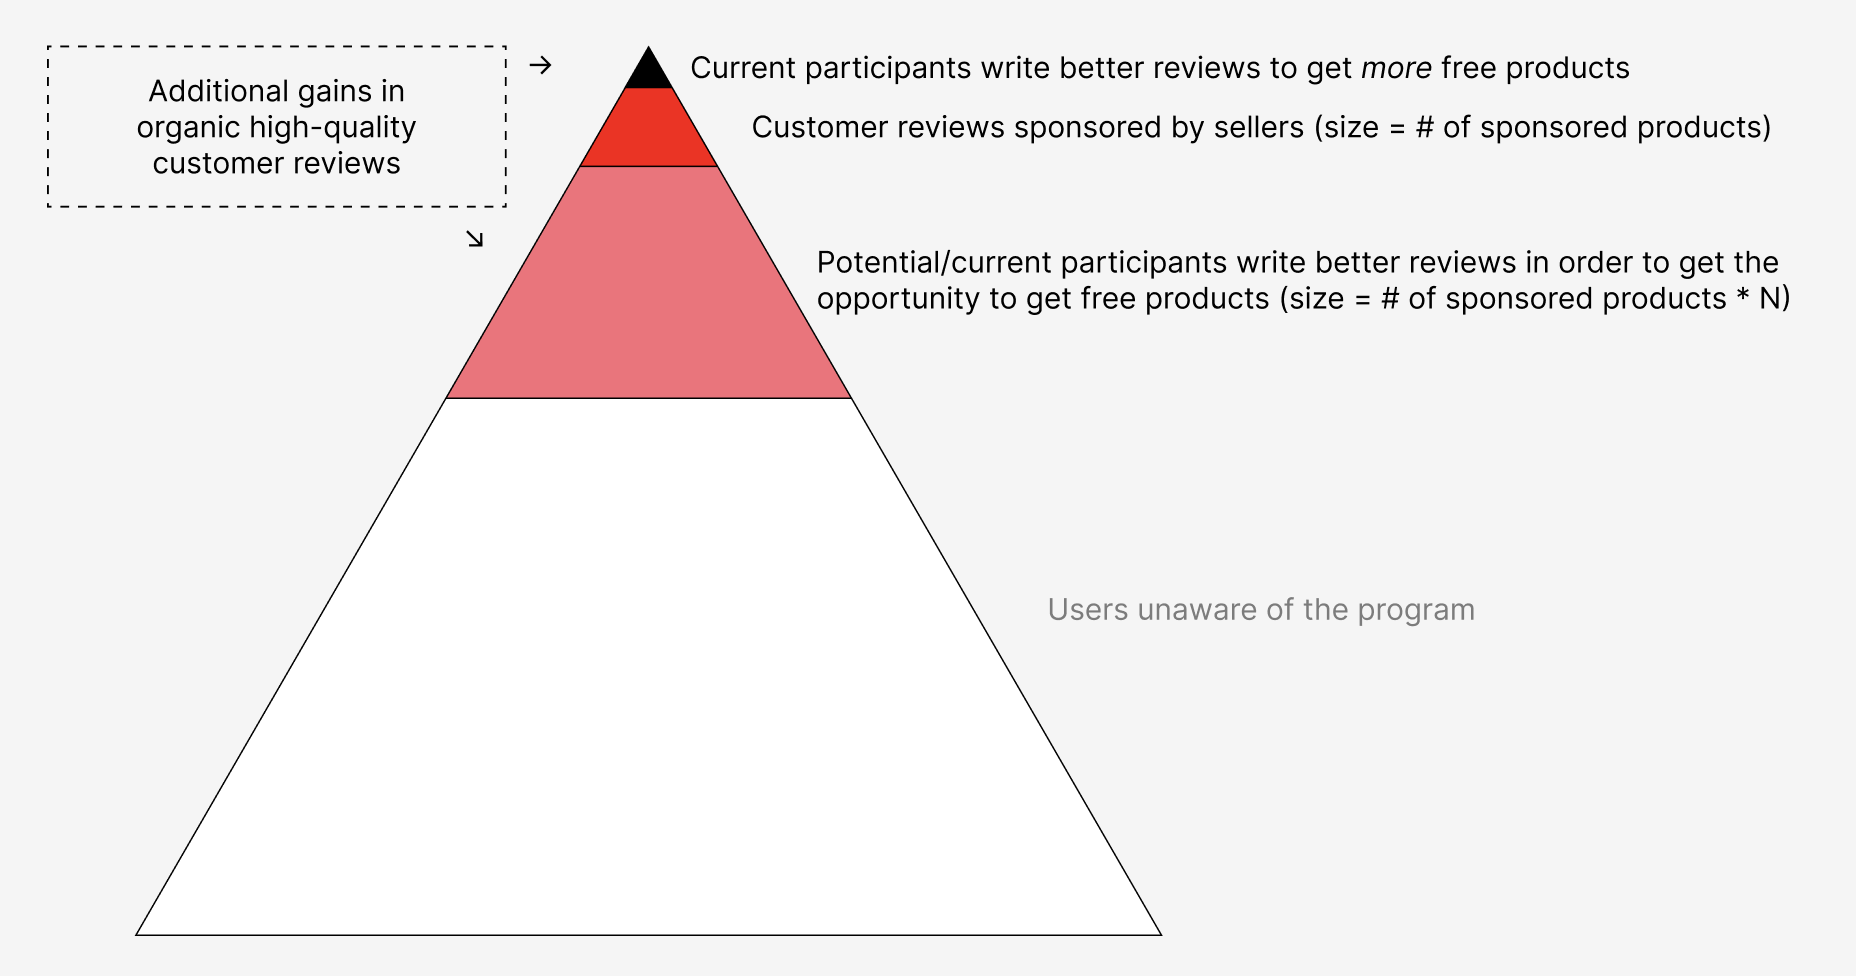 Additional gains in
organic high-quality
customer reviews
→
↘
Current participants write better reviews to get more free products
Customer reviews sponsored by sellers (size = # of sponsored products)
Potential/current participants write better reviews in order to get the
opportunity to get free products (size = # of sponsored products * N)
Users unaware of the program